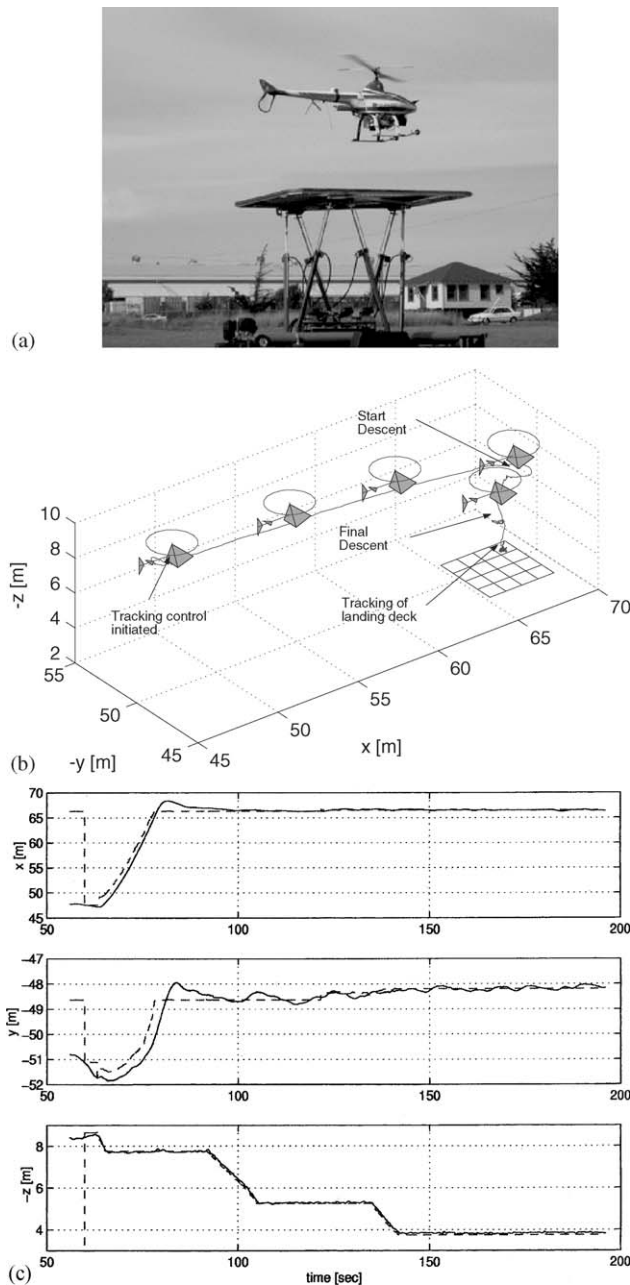 (a)
Start
Descent
Final
Descent
Tracking control
initiated
Tracking of
landing deck
10
8
6
4
2
-z [m]
55
50
45
-y [m]
45
50
55
60
65
70
x [m]
(b)
70
65
60
55
50
45
x [m]
50
100
150
200
-47
-48
-49
-50
-51
-52
y [m]
50
100
150
200
8
6
4
-z [m]
50
100
150
200
time [sec]
(c)